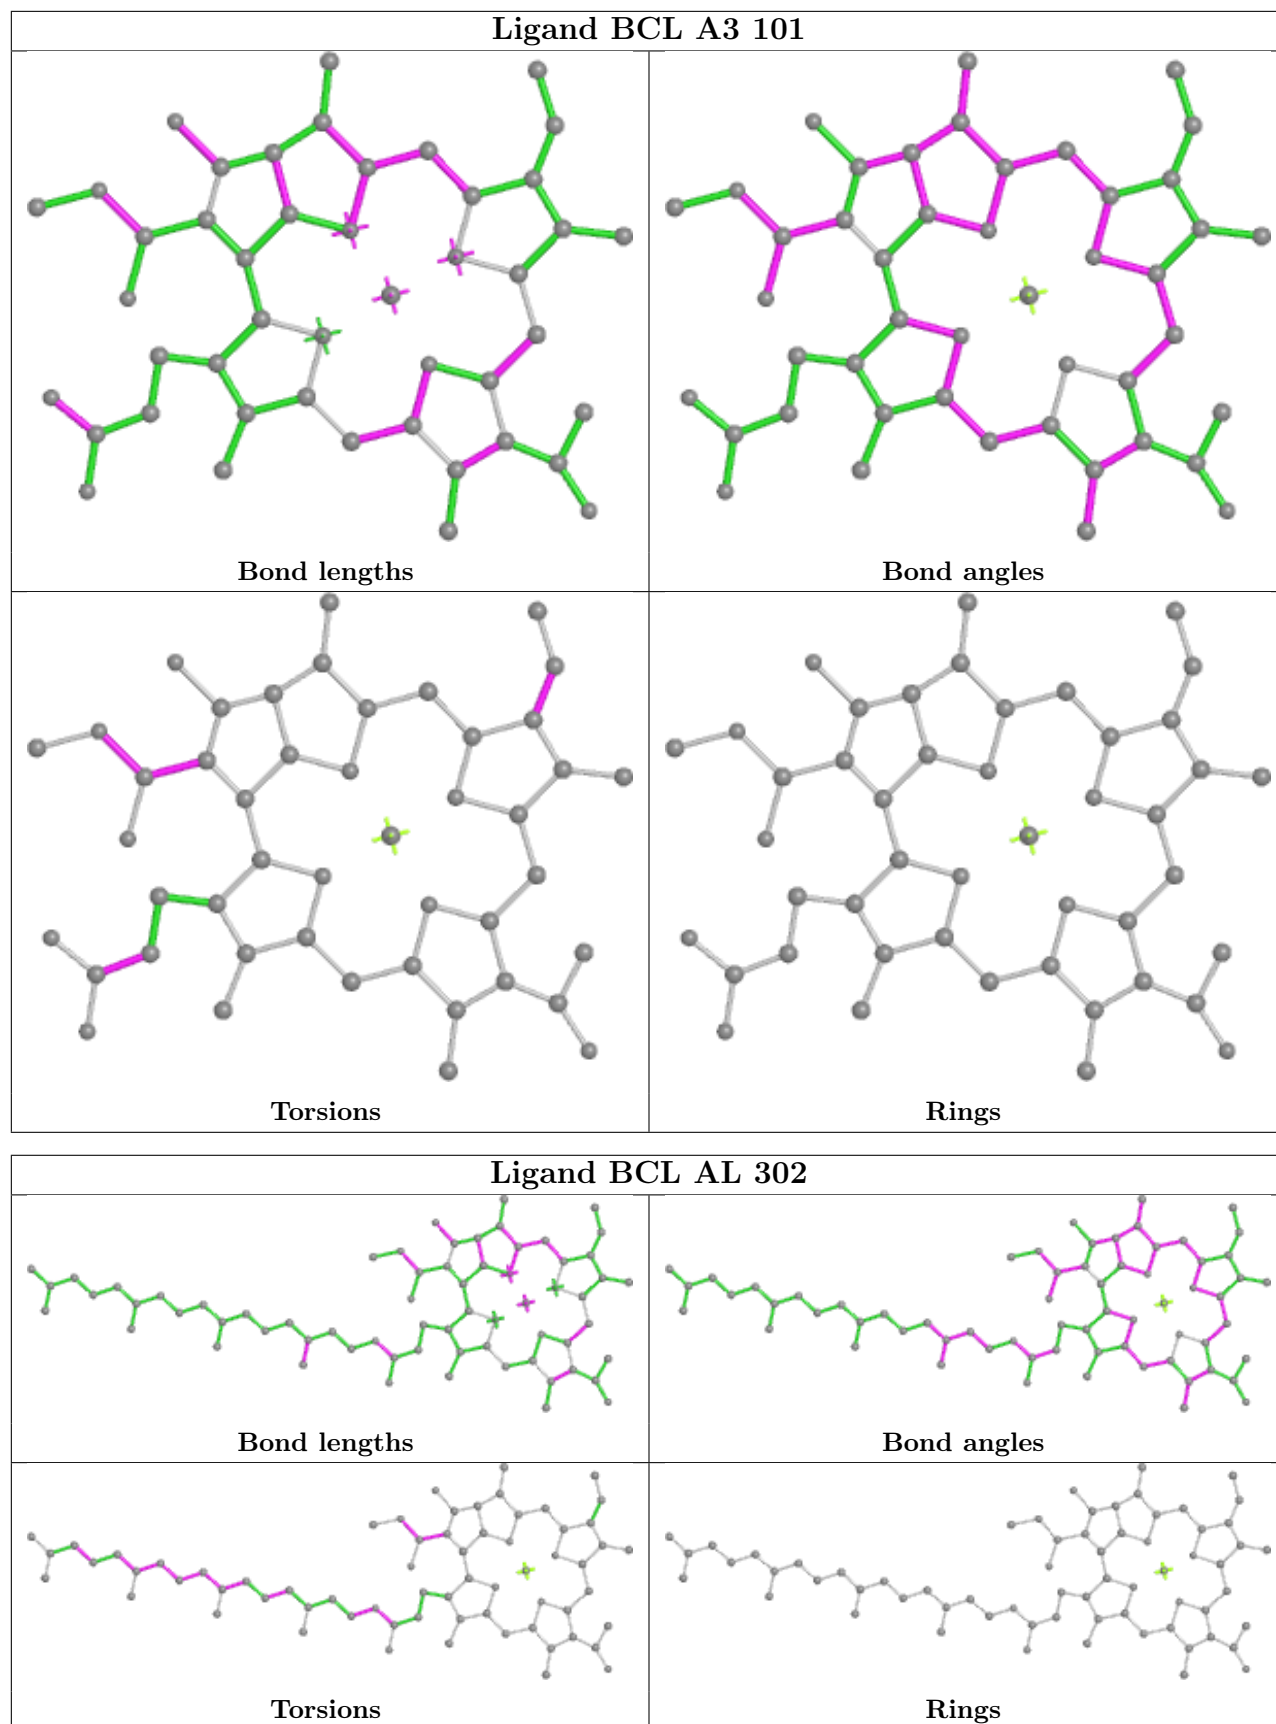 Ligand BCL A3 101
Bond lengths
Bond angles
Torsions
Rings
Ligand BCL AL 302
Bond lengths
Bond angles
Torsions
Rings